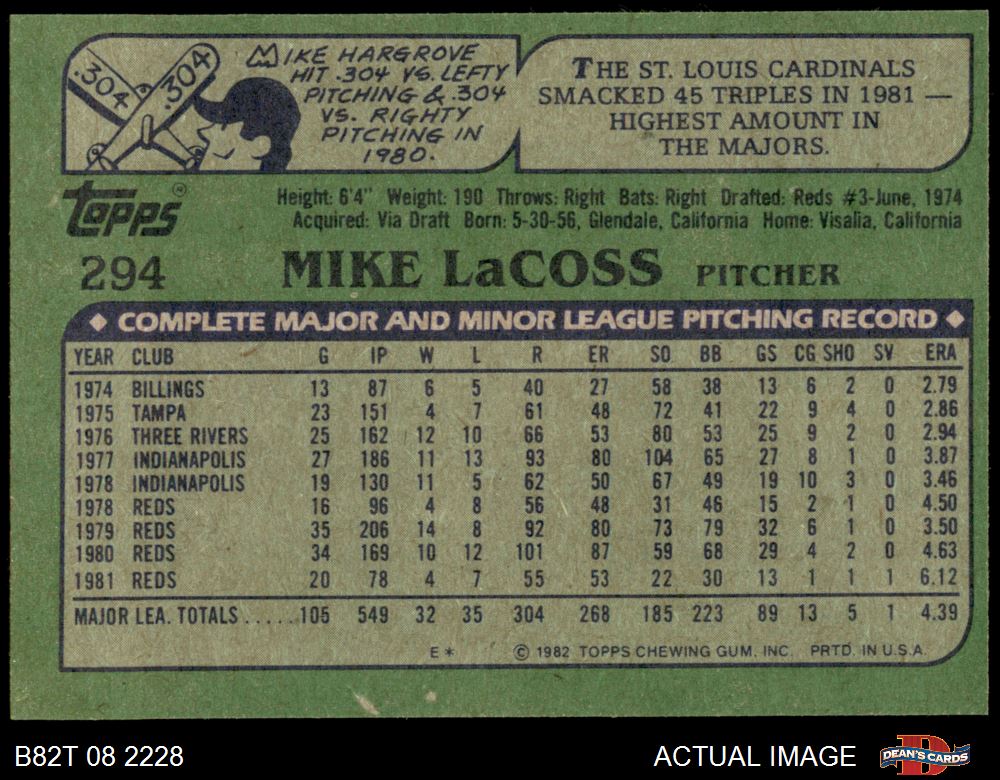 .304
.304
MIKE HARGROVE
HIT .304 VS. LEFTY
PITCHING & .304
VS. RIGHTY
PITCHING IN
1980.
THE ST. LOUIS CARDINALS
SMACKED 45 TRIPLES IN 1981 —
HIGHEST AMOUNT IN
THE MAJORS.
Topps®
Height: 6'4" Weight: 190 Throws: Right Bats: Right Drafted: Reds #3-June, 1974
Acquired: Via Draft Born: 5-30-56, Glendale, California Home: Visalia, California
294 MIKE LaCOSS PITCHER
◆ COMPLETE MAJOR AND MINOR LEAGUE PITCHING RECORD ◆
YEAR CLUB G IP W L R ER SO BB GS CG SHO SV ERA
1974 BILLINGS 13 87 6 5 40 27 58 38 13 6 2 0 2.79
1975 TAMPA 23 151 4 7 61 48 72 41 22 9 4 0 2.86
1976 THREE RIVERS 25 162 12 10 66 53 80 53 25 9 2 0 2.94
1977 INDIANAPOLIS 27 186 11 13 93 80 104 65 27 8 1 0 3.87
1978 INDIANAPOLIS 19 130 11 5 62 50 67 49 19 10 3 0 3.46
1978 REDS 16 96 4 8 56 48 31 46 15 2 1 0 4.50
1979 REDS 35 206 14 8 92 80 73 79 32 6 1 0 3.50
1980 REDS 34 169 10 12 101 87 59 68 29 4 2 0 4.63
1981 REDS 20 78 4 7 55 53 22 30 13 1 1 1 6.12
MAJOR LEA. TOTALS.....105 549 32 35 304 268 185 223 89 13 5 1 4.39
E* © 1982 TOPPS CHEWING GUM, INC. PRTD. IN U.S.A.
B82T 08 2228 ACTUAL IMAGE DEAN'S CARDS